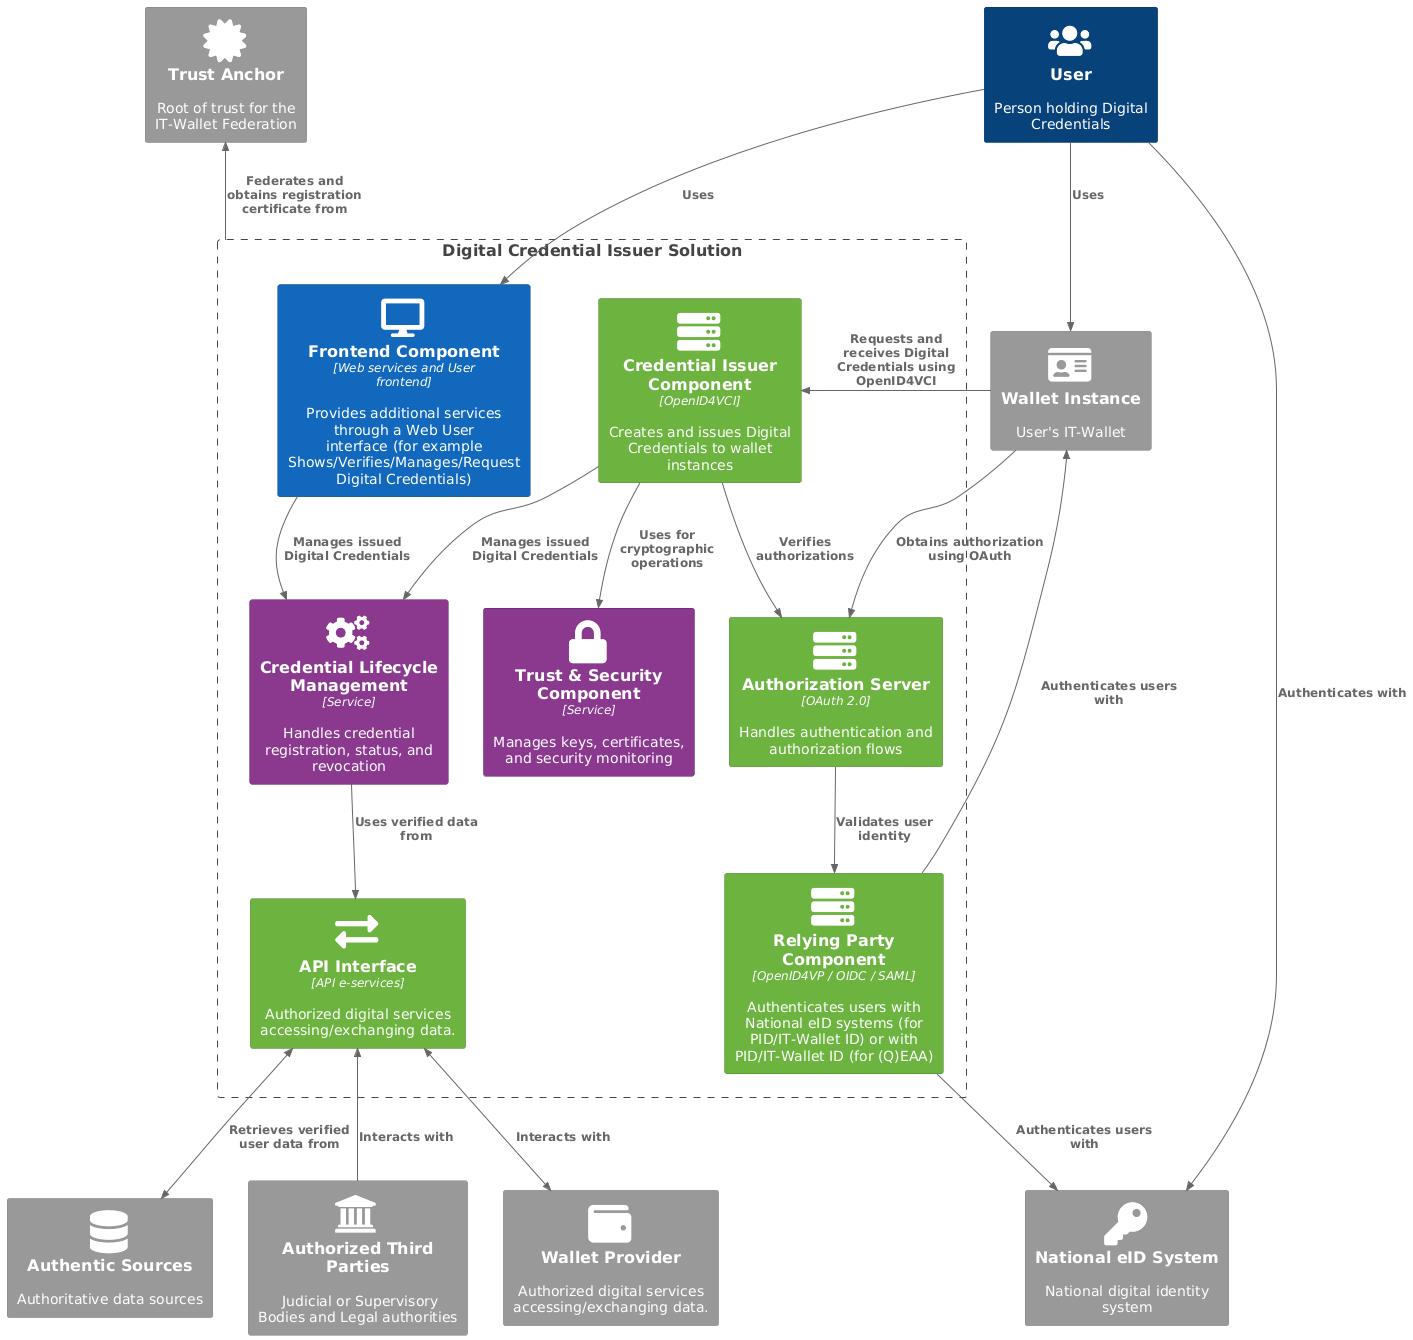 Trust Anchor
Root of trust for the
IT-Wallet Federation
User
Person holding Digital
Credentials
Federates and
obtains registration
certificate from
Uses
Uses
Digital Credential Issuer Solution
Frontend Component
[Web services and User
frontend]
Provides additional services
through a Web User
interface (for example
Shows/Verifies/Manages/Request
Digital Credentials)
Credential Issuer
Component
[OpenID4VCI]
Creates and issues Digital
Credentials to wallet
instances
Requests and
receives Digital
Credentials using
OpenID4VCI
Wallet Instance
User's IT-Wallet
Manages issued
Digital Credentials
Manages issued
Digital Credentials
Uses for
cryptographic
operations
Verifies
authorizations
Obtains authorization
using OAuth
Credential Lifecycle
Management
[Service]
Handles credential
registration, status, and
revocation
Trust & Security
Component
[Service]
Manages keys, certificates,
and security monitoring
Authorization Server
[OAuth 2.0]
Handles authentication and
authorization flows
Authenticates users
with
Authenticates with
Uses verified data
from
Validates user
identity
API Interface
[API e-services]
Authorized digital services
accessing/exchanging data.
Relying Party
Component
[OpenID4VP / OIDC / SAML]
Authenticates users with
National eID systems (for
PID/IT-Wallet ID) or with
PID/IT-Wallet ID (for (Q)EAA)
Retrieves verified
user data from
Interacts with
Interacts with
Authenticates users
with
Authentic Sources
Authoritative data sources
Authorized Third
Parties
Judicial or Supervisory
Bodies and Legal authorities
Wallet Provider
Authorized digital services
accessing/exchanging data.
National eID System
National digital identity
system